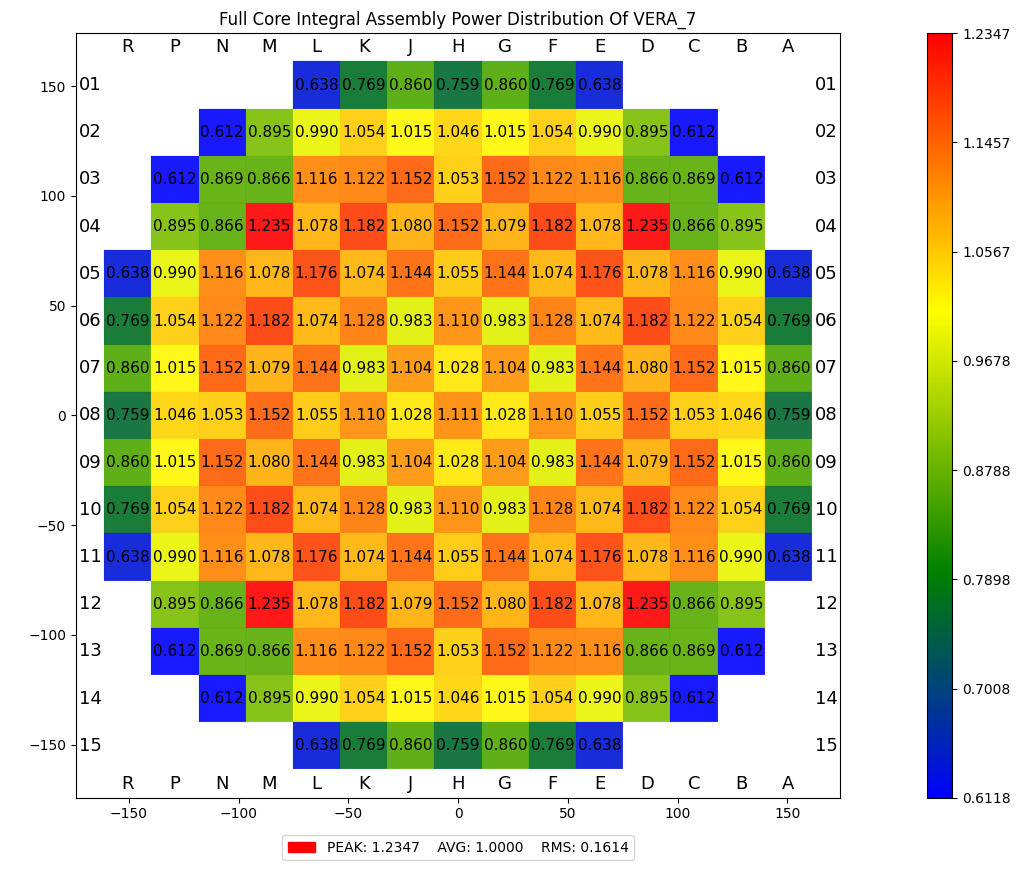 Full Core Integral Assembly Power Distribution Of VERA_7
R P N M L K J H G F E D C B A
150 01 0.638 0.769 0.860 0.759 0.860 0.769 0.638 01 1.2347
02 0.612 0.895 0.990 1.054 1.015 1.046 1.015 1.054 0.990 0.895 0.612 02 1.1457
100 03 0.612 0.869 0.866 1.116 1.122 1.152 1.053 1.152 1.122 1.116 0.866 0.869 0.612 03
04 0.895 0.866 1.235 1.078 1.182 1.080 1.152 1.079 1.182 1.078 1.235 0.866 0.895 04 1.0567
50 05 0.638 0.990 1.116 1.078 1.176 1.074 1.144 1.055 1.144 1.074 1.176 1.078 1.116 0.990 0.638 05
06 0.769 1.054 1.122 1.182 1.074 1.128 0.983 1.110 0.983 1.128 1.074 1.182 1.122 1.054 0.769 06 0.9678
07 0.860 1.015 1.152 1.079 1.144 0.983 1.104 1.028 1.104 0.983 1.144 1.080 1.152 1.015 0.860 07
0 08 0.759 1.046 1.053 1.152 1.055 1.110 1.028 1.111 1.028 1.110 1.055 1.152 1.053 1.046 0.759 08
09 0.860 1.015 1.152 1.080 1.144 0.983 1.104 1.028 1.104 0.983 1.144 1.079 1.152 1.015 0.860 09 0.8788
−50 10 0.769 1.054 1.122 1.182 1.074 1.128 0.983 1.110 0.983 1.128 1.074 1.182 1.122 1.054 0.769 10
11 0.638 0.990 1.116 1.078 1.176 1.074 1.144 1.055 1.144 1.074 1.176 1.078 1.116 0.990 0.638 11 0.7898
−100 12 0.895 0.866 1.235 1.078 1.182 1.079 1.152 1.080 1.182 1.078 1.235 0.866 0.895 12
13 0.612 0.869 0.866 1.116 1.122 1.152 1.053 1.152 1.122 1.116 0.866 0.869 0.612 13
14 0.612 0.895 0.990 1.054 1.015 1.046 1.015 1.054 0.990 0.895 0.612 14 0.7008
−150 15 0.638 0.769 0.860 0.759 0.860 0.769 0.638 15
R P N M L K J H G F E D C B A 0.6118
−150 −100 −50 0 50 100 150
PEAK: 1.2347 AVG: 1.0000 RMS: 0.1614